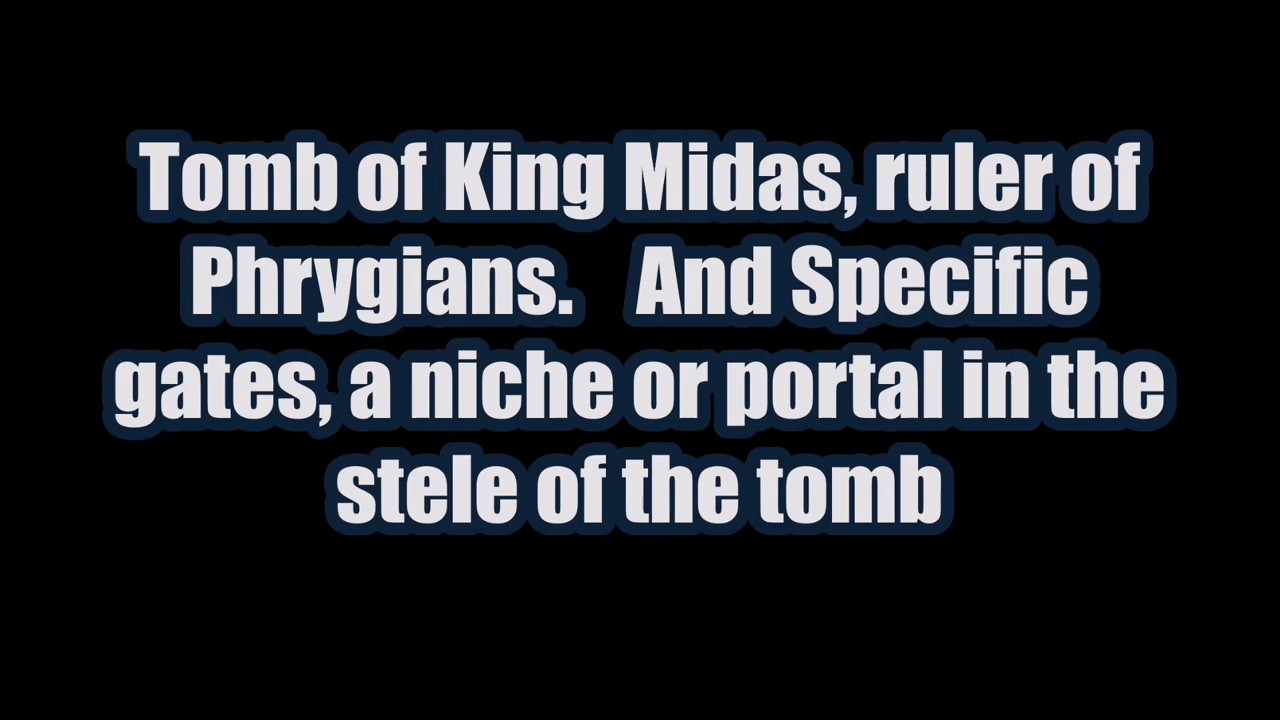 Tomb of King Midas, ruler of
Phrygians. And Specific
gates, a niche or portal in the
stele of the tomb